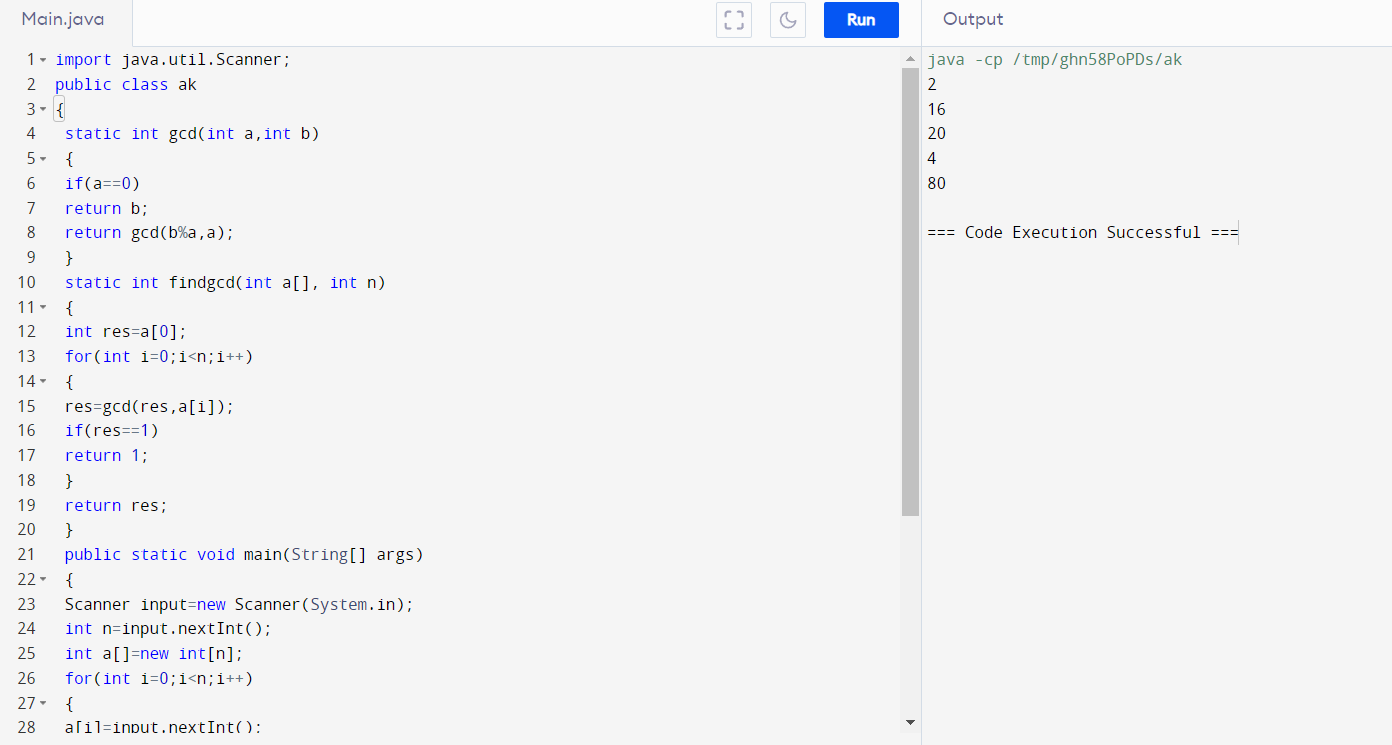 Main.java
Run
Output
1 import java.util.Scanner;
2 public class ak
3 {
4 static int gcd(int a,int b)
5 {
6 if(a==0)
7 return b;
8 return gcd(b%a,a);
9 }
10 static int findgcd(int a[], int n)
11 {
12 int res=a[0];
13 for(int i=0;i<n;i++)
14 {
15 res=gcd(res,a[i]);
16 if(res==1)
17 return 1;
18 }
19 return res;
20 }
21 public static void main(String[] args)
22 {
23 Scanner input=new Scanner(System.in);
24 int n=input.nextInt();
25 int a[]=new int[n];
26 for(int i=0;i<n;i++)
27 {
28 a[i]=input.nextInt();
java -cp /tmp/ghn58PoPDs/ak
2
16
20
4
80
=== Code Execution Successful ===